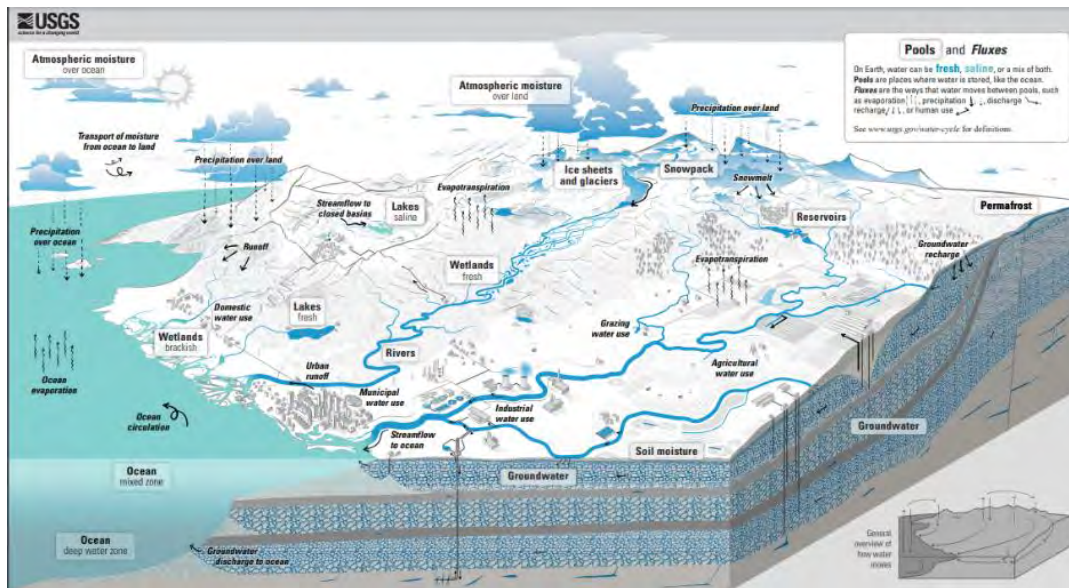 USGS
science for a changing world
Atmospheric moisture
over ocean
Atmospheric moisture
over land
Pools and Fluxes
On Earth, water can be fresh, saline, or a mix of both.
Pools are places where water is stored, like the ocean.
Fluxes are the ways that water moves between pools, such
as evaporation, precipitation, discharge,
recharge, or human use.
See www.usgs.gov/water-cycle for definitions.
Transport of moisture
from ocean to land
Precipitation over land
Precipitation over land
Ice sheets
and glaciers
Snowpack
Snowmelt
Evapotranspiration
Streamflow to
closed basins
Lakes
saline
Reservoirs
Permafrost
Precipitation
over ocean
Runoff
Groundwater
recharge
Wetlands
fresh
Evapotranspiration
Domestic
water use
Lakes
fresh
Wetlands
brackish
Grazing
water use
Rivers
Urban
runoff
Agricultural
water use
Ocean
evaporation
Municipal
water use
Industrial
water use
Ocean
circulation
Groundwater
Streamflow
to ocean
Soil moisture
Ocean
mixed zone
Groundwater
General
overview of
how water
moves
Ocean
deep water zone
Groundwater
discharge to ocean